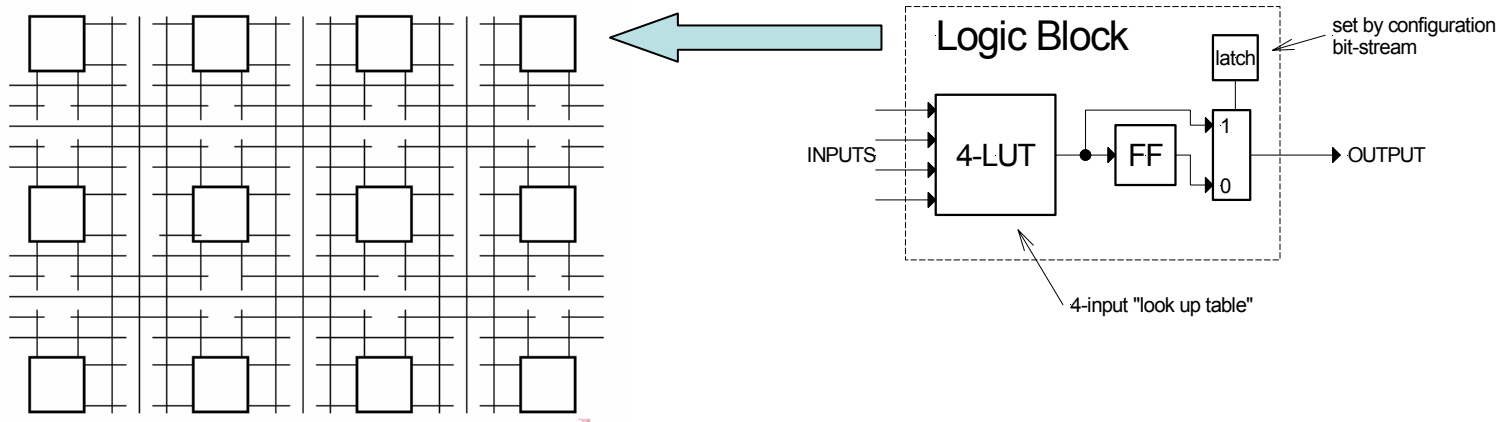 Logic Block
set by configuration
bit-stream
latch
1
INPUTS
4-LUT
FF
OUTPUT
0
4-input "look up table"